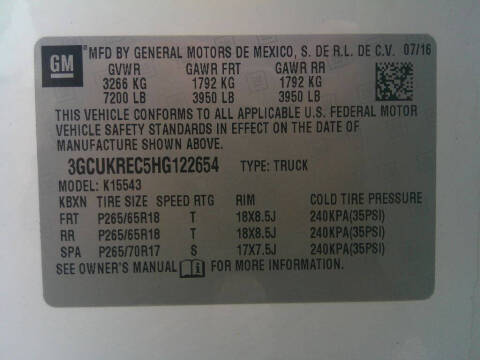 GM MFD BY GENERAL MOTORS DE MEXICO, S. DE R.L. DE C.V. 07/16
GVWR GAWR FRT GAWR RR
3266 KG 1792 KG 1792 KG
7200 LB 3950 LB 3950 LB
THIS VEHICLE CONFORMS TO ALL APPLICABLE U.S. FEDERAL MOTOR
VEHICLE SAFETY STANDARDS IN EFFECT ON THE DATE OF
MANUFACTURE SHOWN ABOVE.
3GCUKREC5HG122654 TYPE: TRUCK
MODEL: K15543
KBXN TIRE SIZE SPEED RTG RIM COLD TIRE PRESSURE
FRT P265/65R18 T 18X8.5J 240KPA(35PSI)
RR P265/65R18 T 18X8.5J 240KPA(35PSI)
SPA P265/70R17 S 17X7.5J 240KPA(35PSI)
SEE OWNER'S MANUAL FOR MORE INFORMATION.